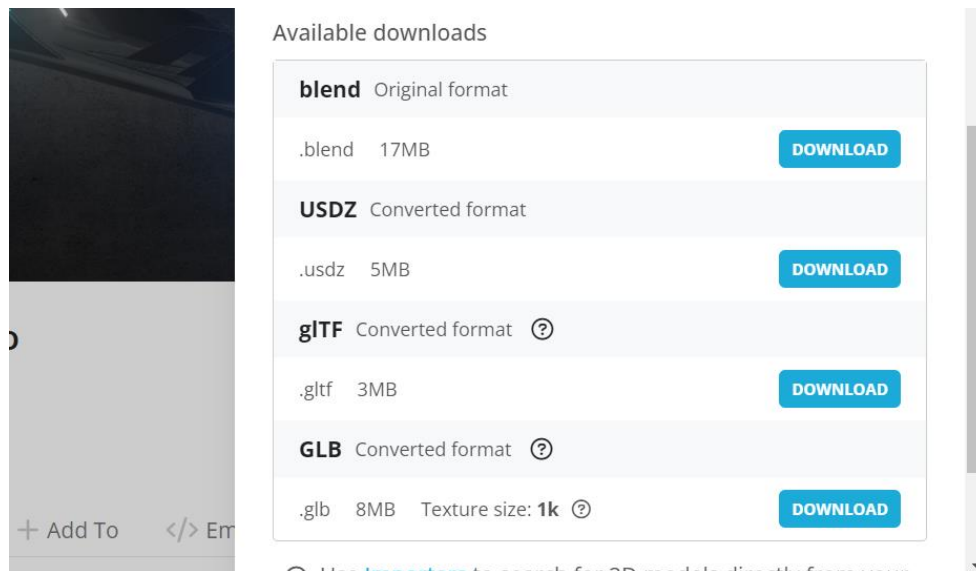 Available downloads
blend Original format
.blend 17MB DOWNLOAD
USDZ Converted format
.usdz 5MB DOWNLOAD
glTF Converted format
.gltf 3MB DOWNLOAD
GLB Converted format
.glb 8MB Texture size: 1k DOWNLOAD
+ Add To </> Em